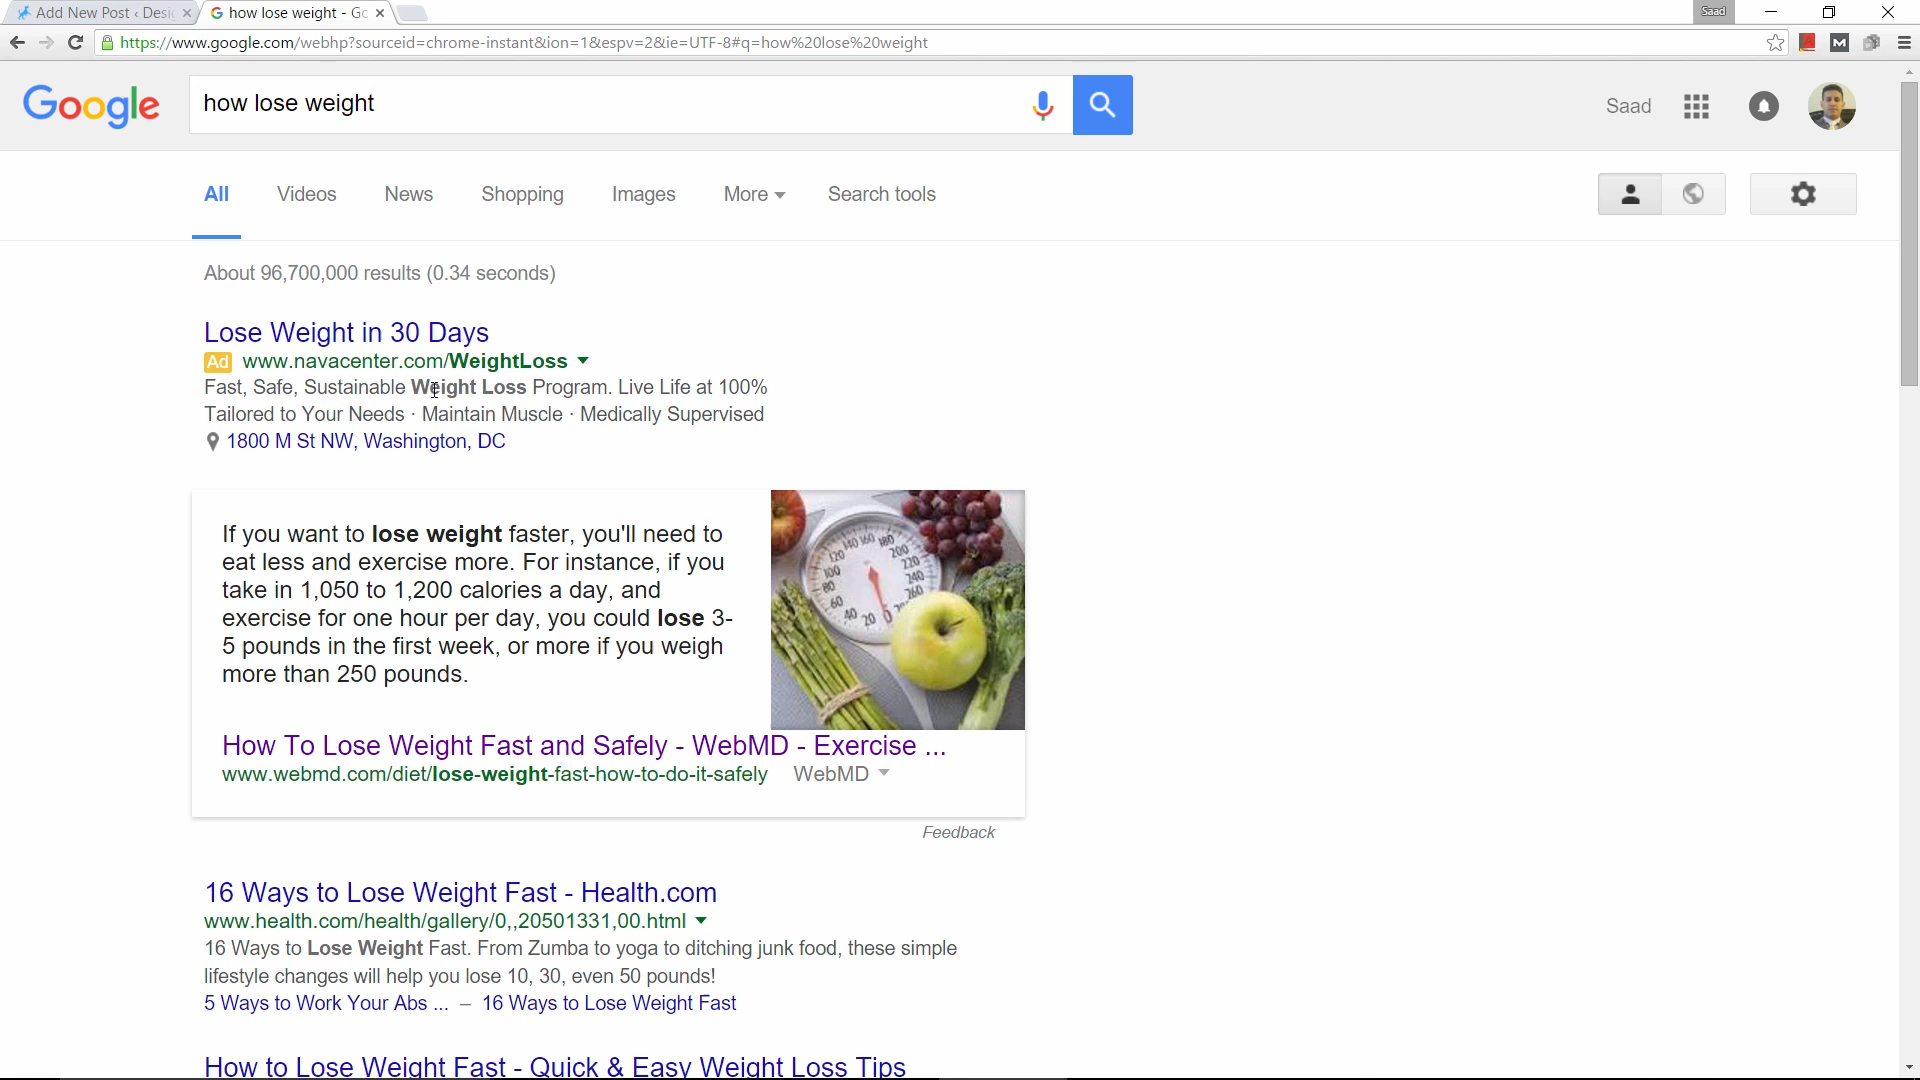 Add New Post ‹ Desi
how lose weight - Go
Saad
https://www.google.com/webhp?sourceid=chrome-instant&ion=1&espv=2&ie=UTF-8#q=how%20lose%20weight
Google
how lose weight
Saad
All
Videos
News
Shopping
Images
More
Search tools
About 96,700,000 results (0.34 seconds)
Lose Weight in 30 Days
Ad www.navacenter.com/WeightLoss
Fast, Safe, Sustainable Weight Loss Program. Live Life at 100%
Tailored to Your Needs · Maintain Muscle · Medically Supervised
1800 M St NW, Washington, DC
If you want to lose weight faster, you'll need to
eat less and exercise more. For instance, if you
take in 1,050 to 1,200 calories a day, and
exercise for one hour per day, you could lose 3-
5 pounds in the first week, or more if you weigh
more than 250 pounds.
How To Lose Weight Fast and Safely - WebMD - Exercise ...
www.webmd.com/diet/lose-weight-fast-how-to-do-it-safely WebMD
Feedback
16 Ways to Lose Weight Fast - Health.com
www.health.com/health/gallery/0,,20501331,00.html
16 Ways to Lose Weight Fast. From Zumba to yoga to ditching junk food, these simple
lifestyle changes will help you lose 10, 30, even 50 pounds!
5 Ways to Work Your Abs ... – 16 Ways to Lose Weight Fast
How to Lose Weight Fast - Quick & Easy Weight Loss Tips